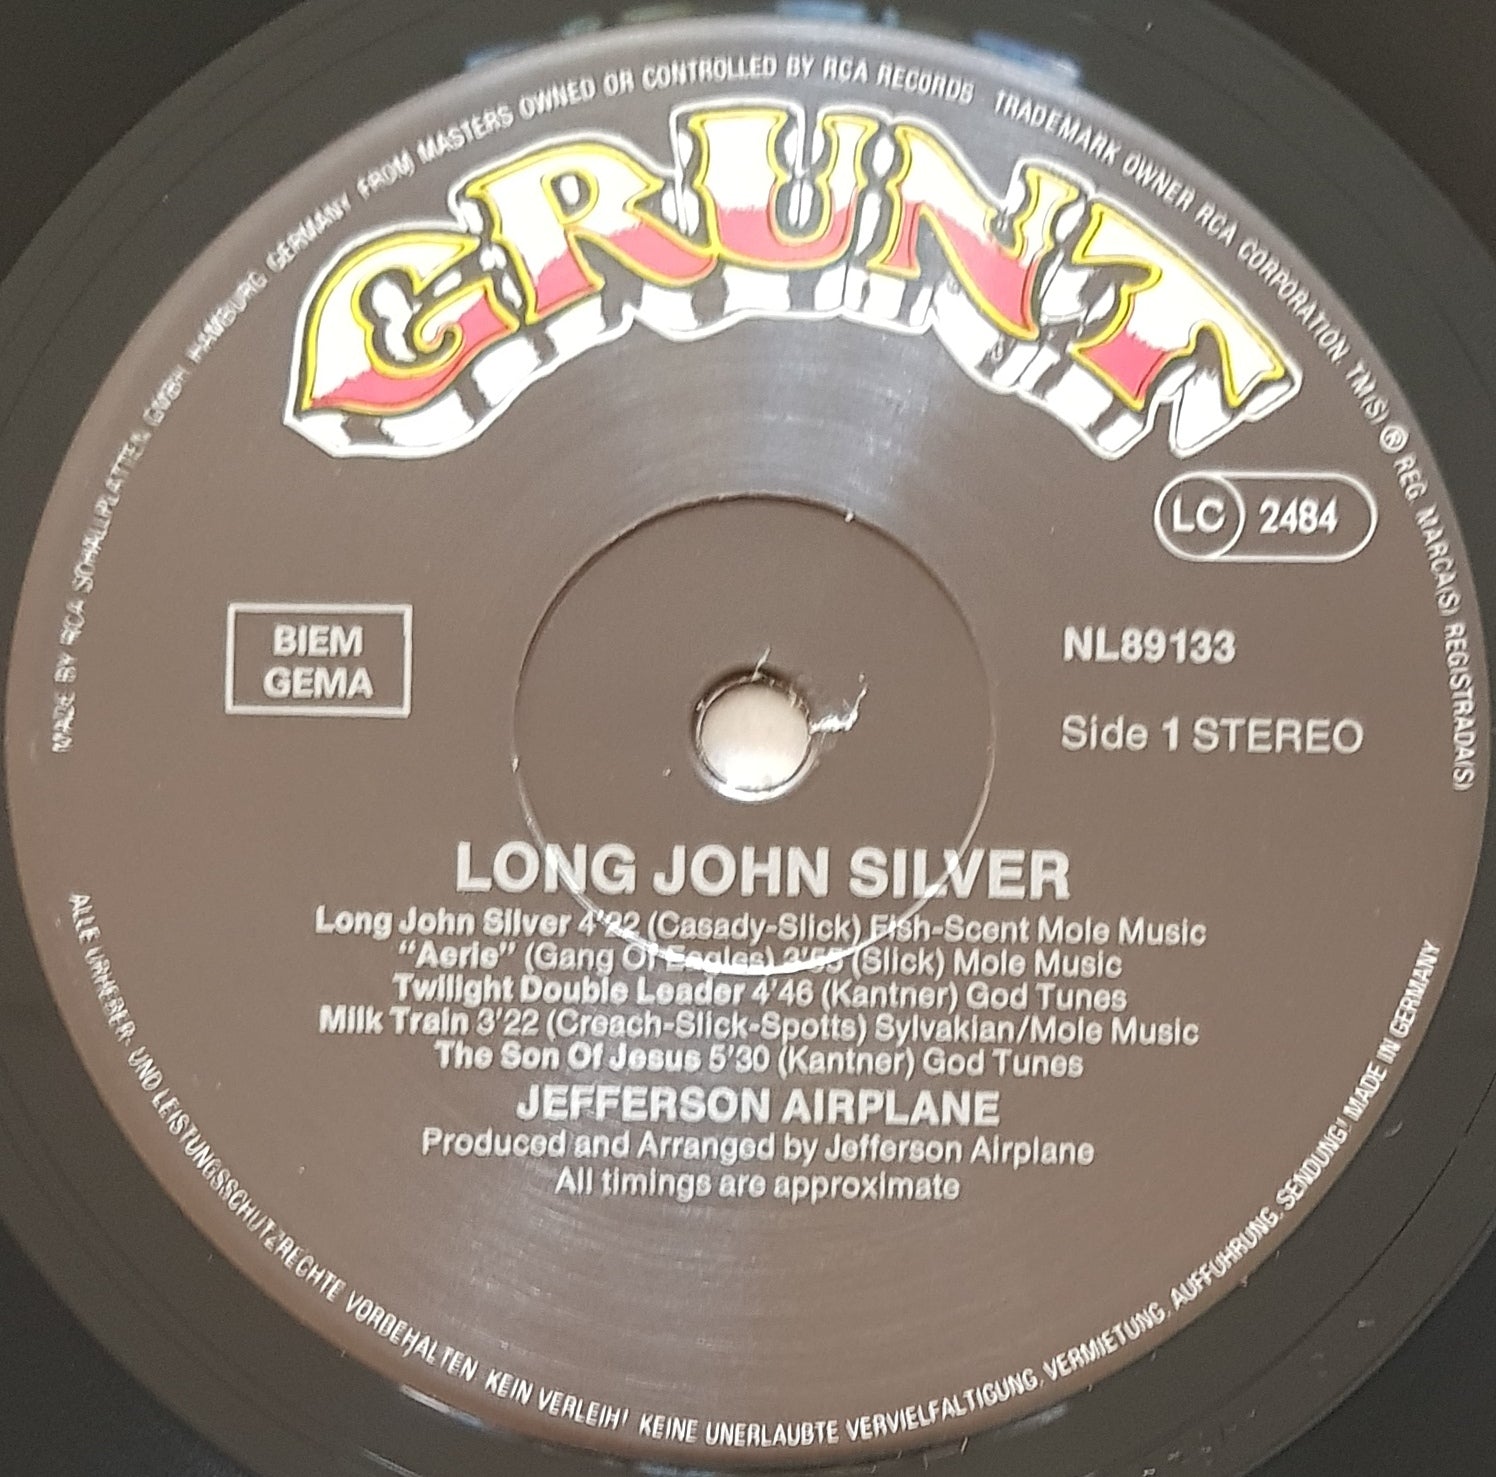 MADE BY RCA SCHALLPLATTEN GMBH HAMBURG GERMANY FROM MASTERS OWNED OR CONTROLLED BY RCA RECORDS TRADEMARK OWNER RCA CORPORATION. TM(S) ® REG. MARCA(S) REGISTRADA(S)
GRUNT
LC 2484
BIEM
GEMA
NL89133
Side 1 STEREO
LONG JOHN SILVER
Long John Silver 4'22 (Casady-Slick) Fish-Scent Mole Music
"Aerie" (Gang Of Eagles) 3'55 (Slick) Mole Music
Twilight Double Leader 4'46 (Kantner) God Tunes
Milk Train 3'22 (Creach-Slick-Spotts) Sylvakian/Mole Music
The Son Of Jesus 5'30 (Kantner) God Tunes
JEFFERSON AIRPLANE
Produced and Arranged by Jefferson Airplane
All timings are approximate
ALLE URHEBER- UND LEISTUNGSSCHUTZRECHTE VORBEHALTEN KEIN VERLEIH! KEINE UNERLAUBTE VERVIELFÄLTIGUNG, VERMIETUNG, AUFFÜHRUNG, SENDUNG! MADE IN GERMANY